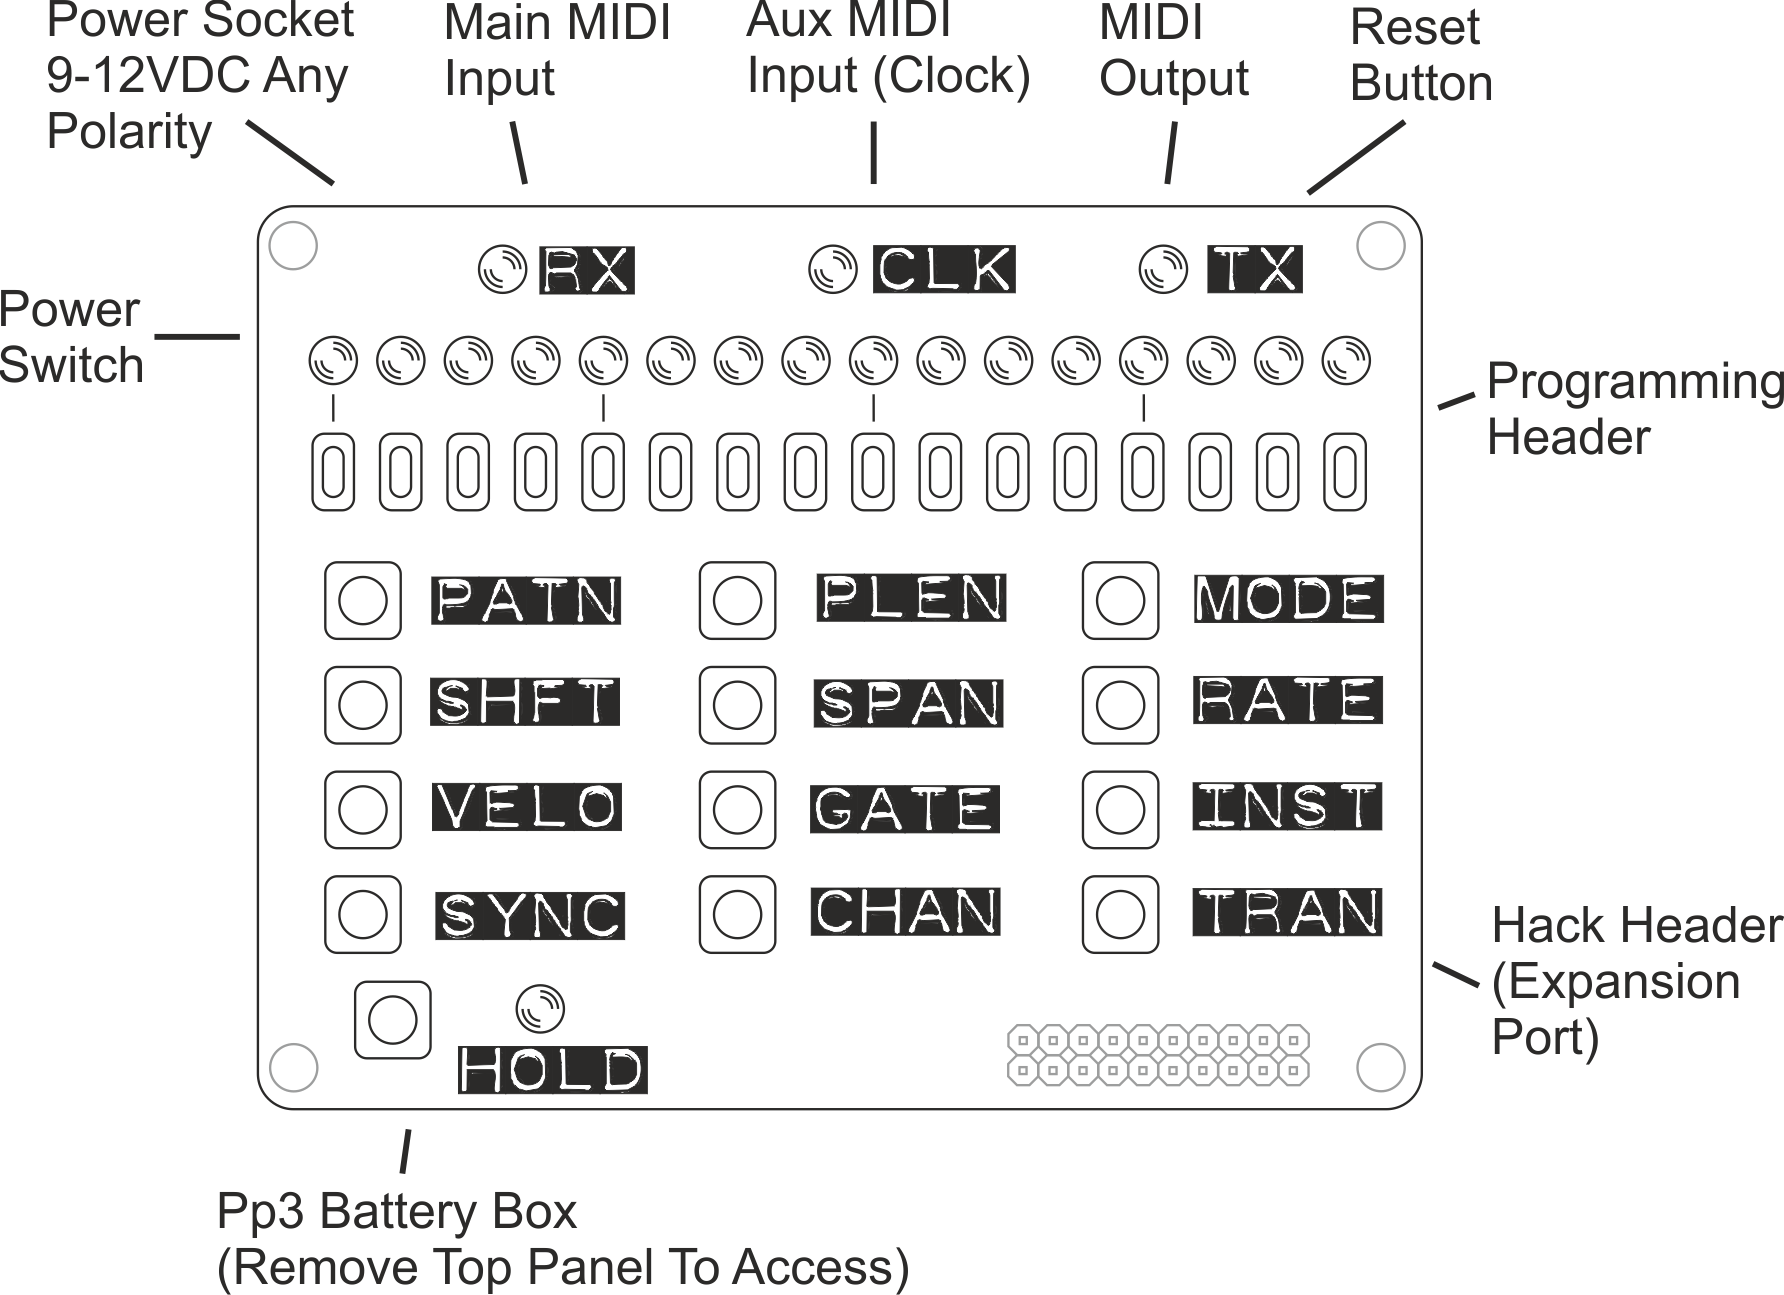 Power Socket
9-12VDC Any
Polarity
Main MIDI
Input
Aux MIDI
Input (Clock)
MIDI
Output
Reset
Button
Power
Switch
RX
CLK
TX
Programming
Header
PATN
PLEN
MODE
SHFT
SPAN
RATE
VELO
GATE
INST
SYNC
CHAN
TRAN
Hack Header
(Expansion
Port)
HOLD
Pp3 Battery Box
(Remove Top Panel To Access)